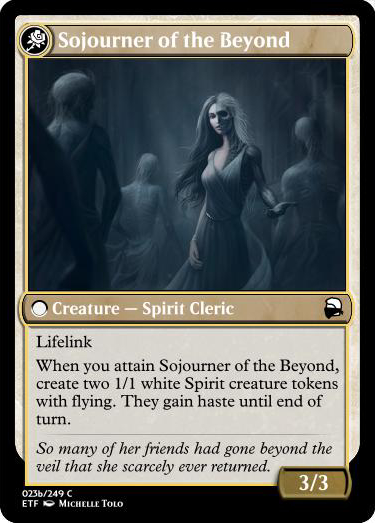 Sojourner of the Beyond
Creature — Spirit Cleric
Lifelink
When you attain Sojourner of the Beyond,
create two 1/1 white Spirit creature tokens
with flying. They gain haste until end of
turn.
So many of her friends had gone beyond the
veil that she scarcely ever returned.
3/3
023b/249 C
ETF Michelle Tolo